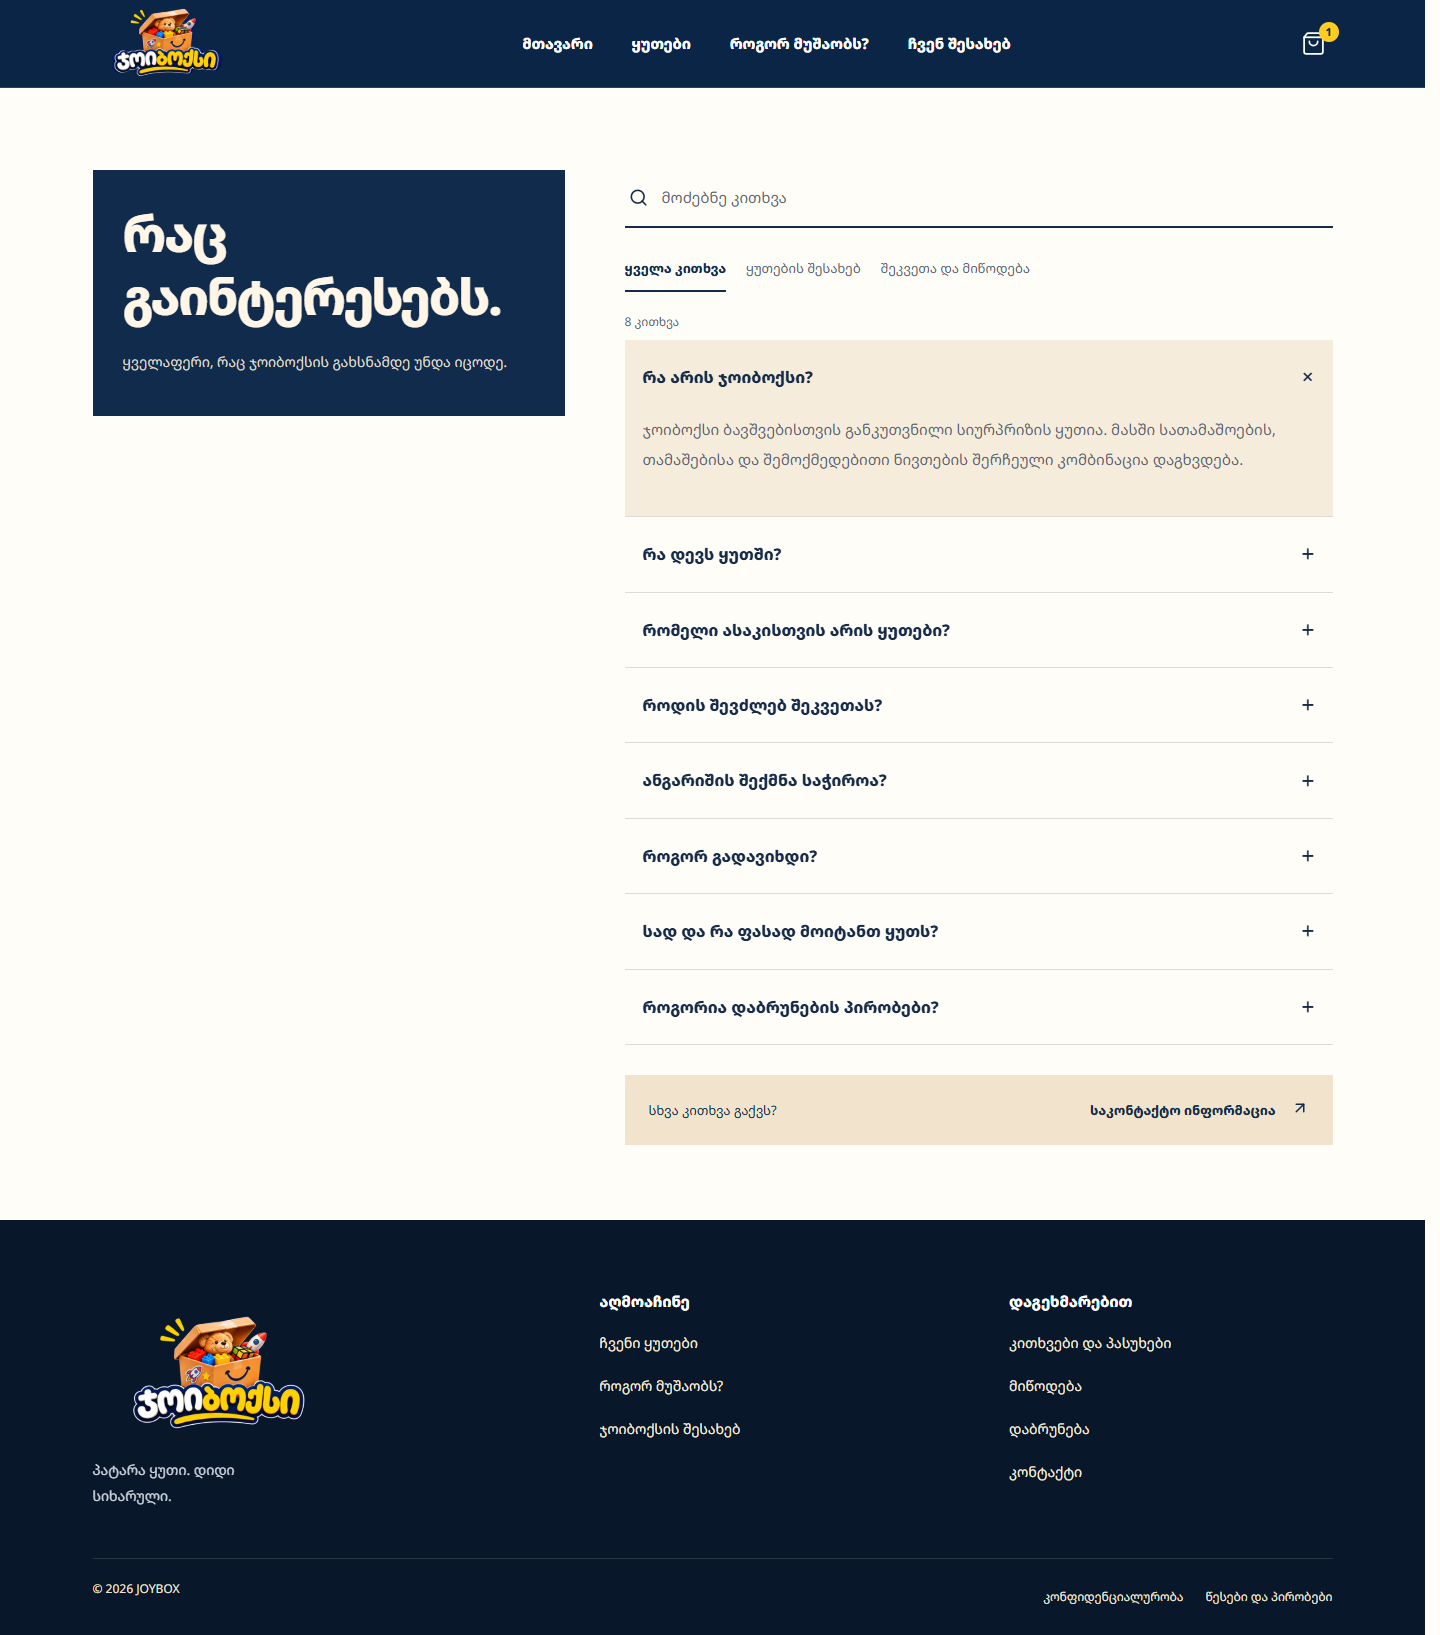 ჯოიბოქსი
მთავარი
ყუთები
როგორ მუშაობს?
ჩვენ შესახებ
1
რაც
გაინტერესებს.
ყველაფერი, რაც ჯოიბოქსის გახსნამდე უნდა იცოდე.
მოძებნე კითხვა
ყველა კითხვა
ყუთების შესახებ
შეკვეთა და მიწოდება
8 კითხვა
რა არის ჯოიბოქსი?
ჯოიბოქსი ბავშვებისთვის განკუთვნილი სიურპრიზის ყუთია. მასში სათამაშოების,
თამაშებისა და შემოქმედებითი ნივთების შერჩეული კომბინაცია დაგხვდება.
რა დევს ყუთში?
რომელი ასაკისთვის არის ყუთები?
როდის შევძლებ შეკვეთას?
ანგარიშის შექმნა საჭიროა?
როგორ გადავიხდი?
სად და რა ფასად მოიტანთ ყუთს?
როგორია დაბრუნების პირობები?
სხვა კითხვა გაქვს?
საკონტაქტო ინფორმაცია
ჯოიბოქსი
პატარა ყუთი. დიდი
სიხარული.
აღმოაჩინე
ჩვენი ყუთები
როგორ მუშაობს?
ჯოიბოქსის შესახებ
დაგეხმარებით
კითხვები და პასუხები
მიწოდება
დაბრუნება
კონტაქტი
© 2026 JOYBOX
კონფიდენციალურობა
წესები და პირობები